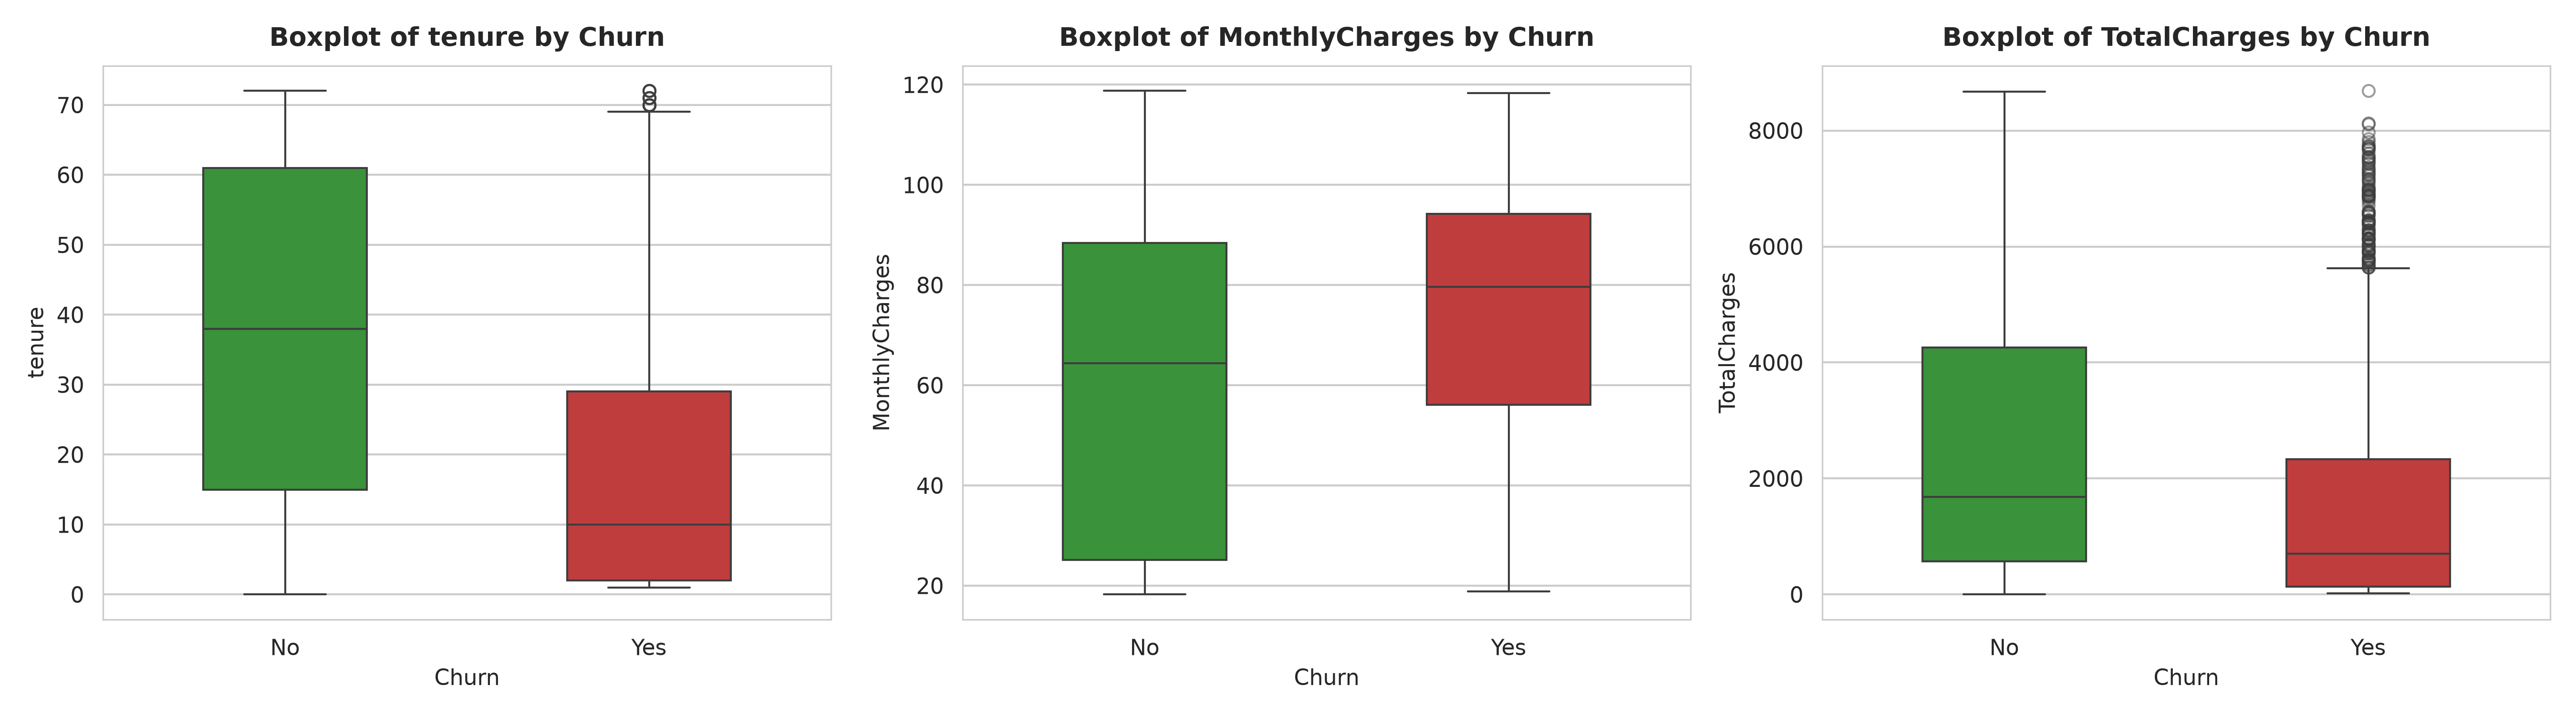 Boxplot of tenure by Churn
tenure
70
60
50
40
30
20
10
0
No Yes
Churn
Boxplot of MonthlyCharges by Churn
MonthlyCharges
120
100
80
60
40
20
No Yes
Churn
Boxplot of TotalCharges by Churn
TotalCharges
8000
6000
4000
2000
0
No Yes
Churn